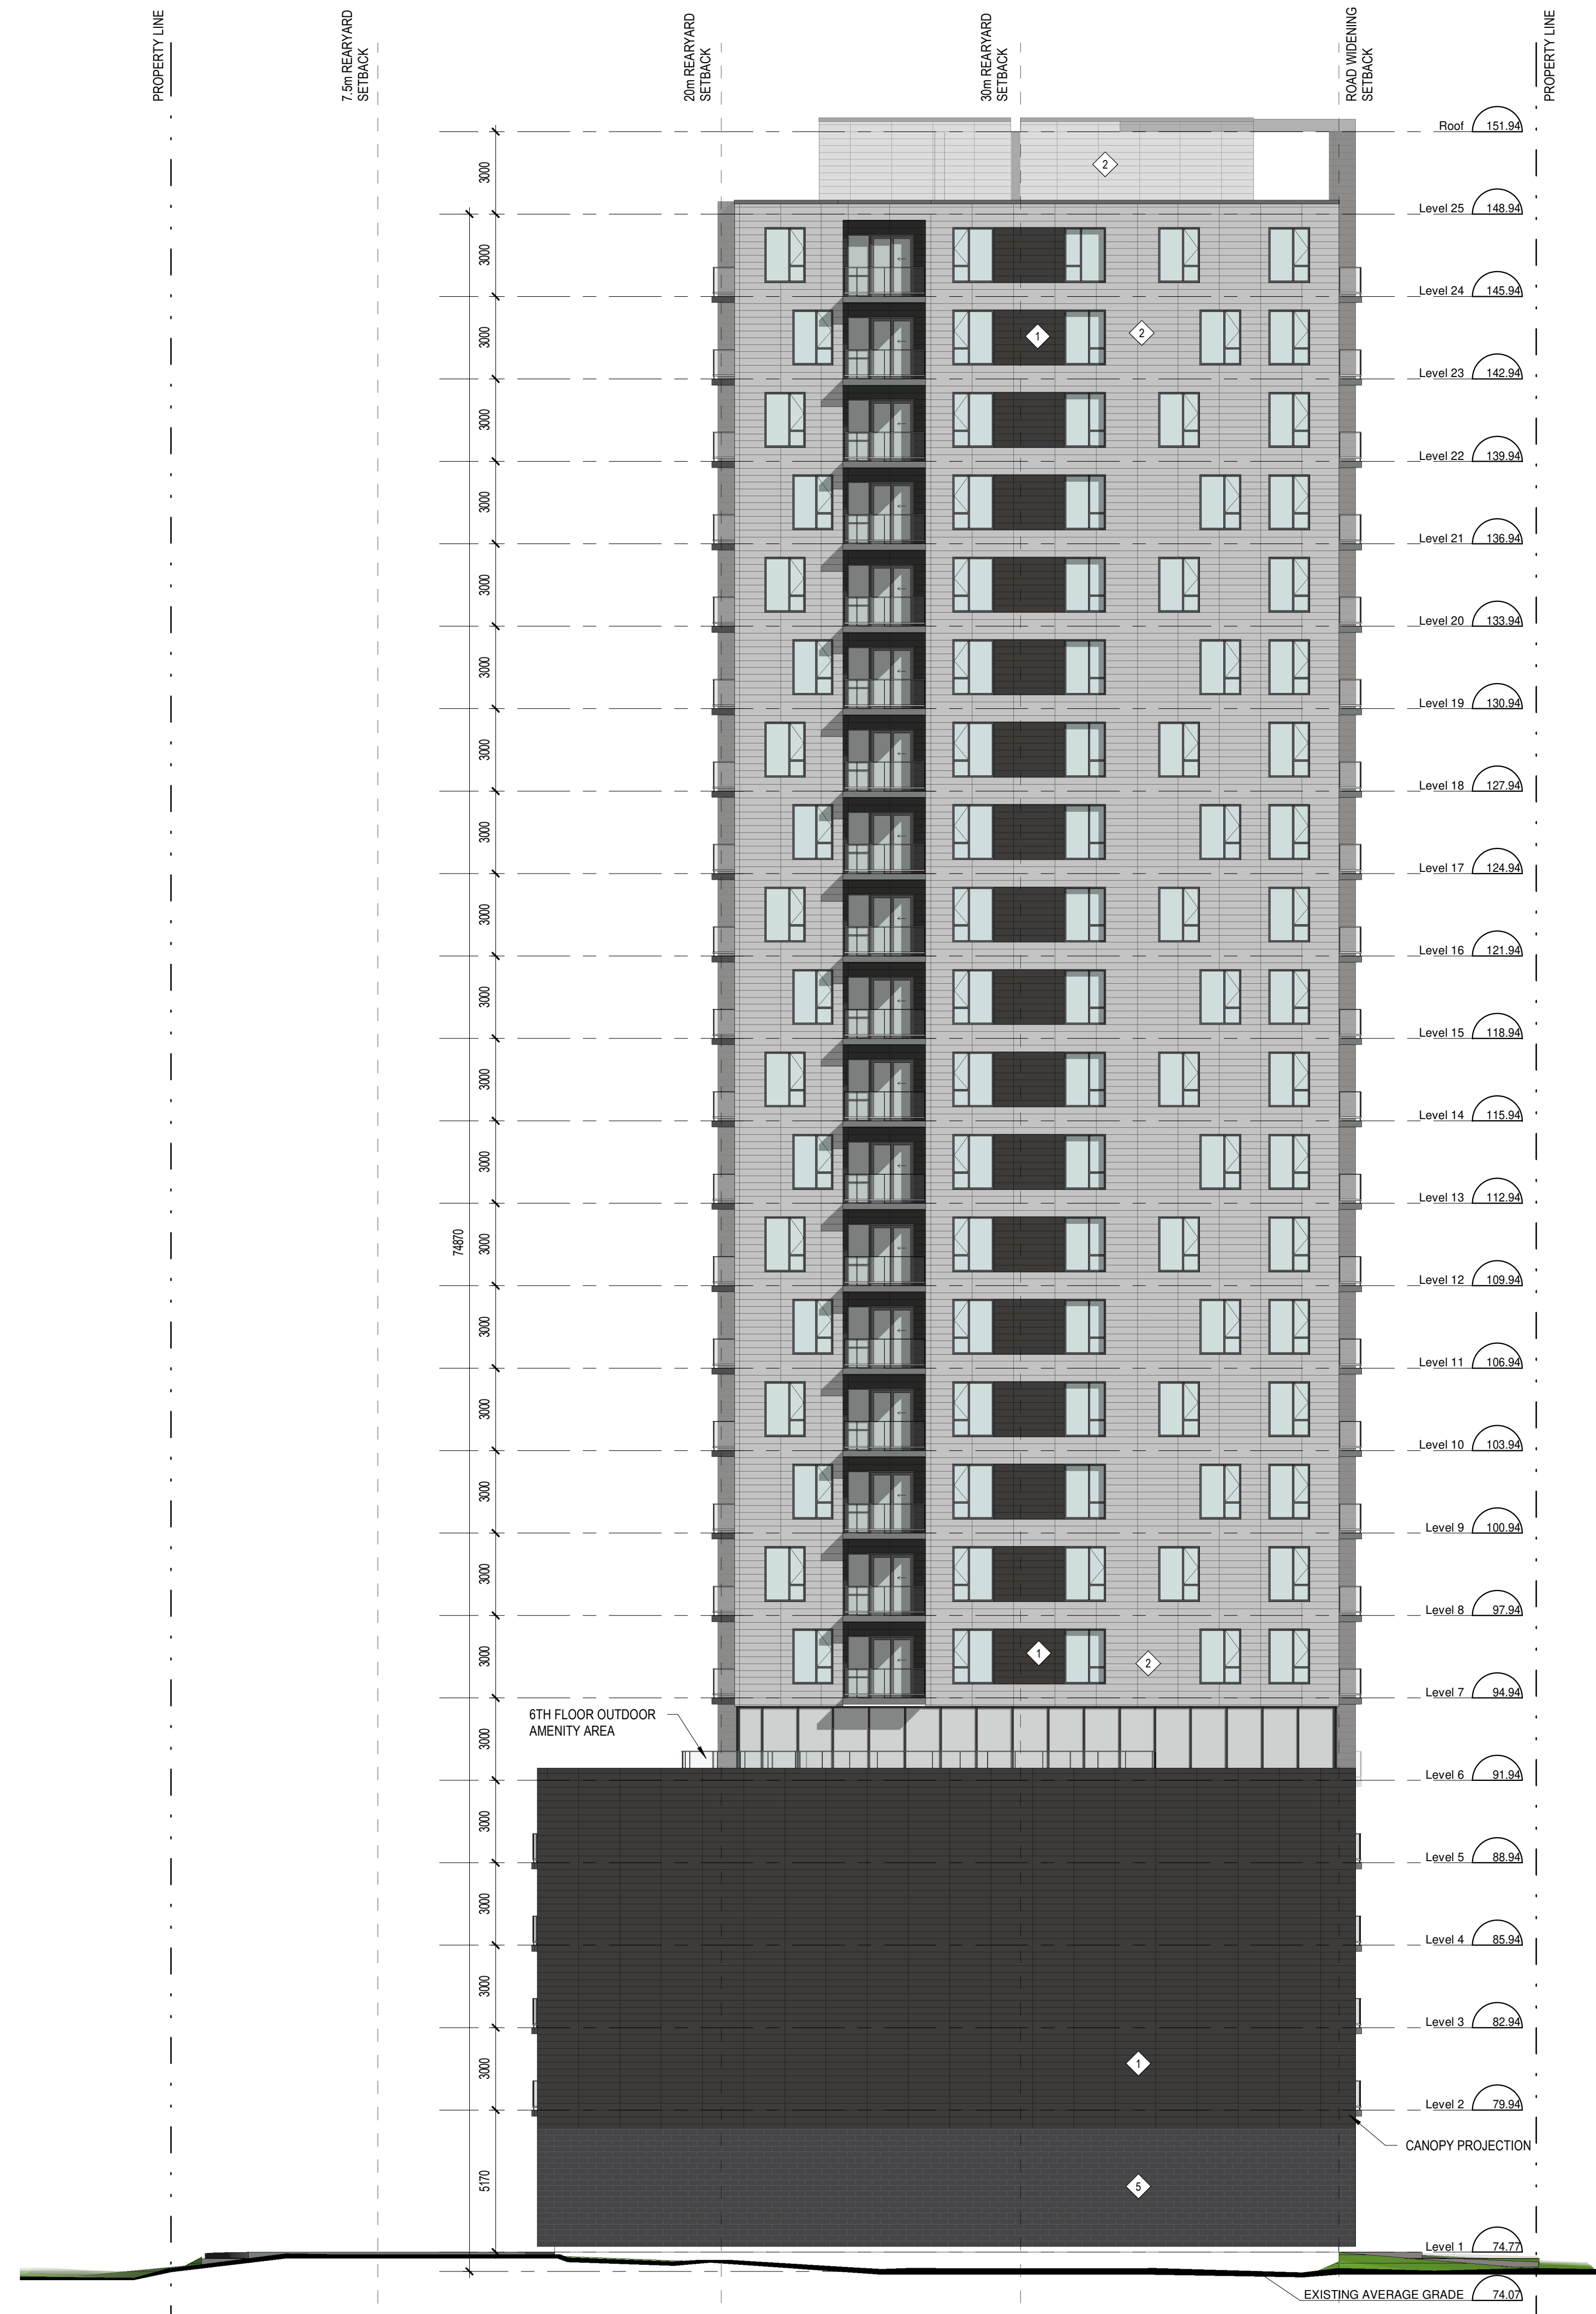 PROPERTY LINE
7.5m REARYARD
SETBACK
20m REARYARD
SETBACK
30m REARYARD
SETBACK
ROAD WIDENING
SETBACK
PROPERTY LINE
Roof 151.94
3000
2
Level 25 148.94
3000
Level 24 145.94
3000
1
2
Level 23 142.94
3000
Level 22 139.94
3000
Level 21 136.94
3000
Level 20 133.94
3000
Level 19 130.94
3000
Level 18 127.94
3000
Level 17 124.94
3000
Level 16 121.94
3000
Level 15 118.94
3000
Level 14 115.94
3000
Level 13 112.94
74870
3000
Level 12 109.94
3000
Level 11 106.94
3000
Level 10 103.94
3000
Level 9 100.94
3000
Level 8 97.94
3000
1
2
Level 7 94.94
6TH FLOOR OUTDOOR
AMENITY AREA
3000
Level 6 91.94
3000
Level 5 88.94
3000
Level 4 85.94
3000
Level 3 82.94
3000
1
Level 2 79.94
CANOPY PROJECTION
5170
5
Level 1 74.77
EXISTING AVERAGE GRADE 74.07